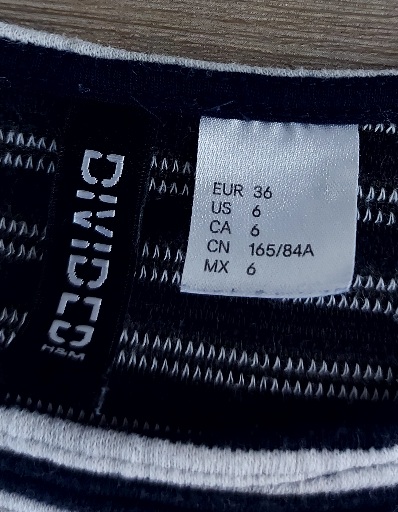 DIVIDED
H&M
EUR 36
US 6
CA 6
CN 165/84A
MX 6